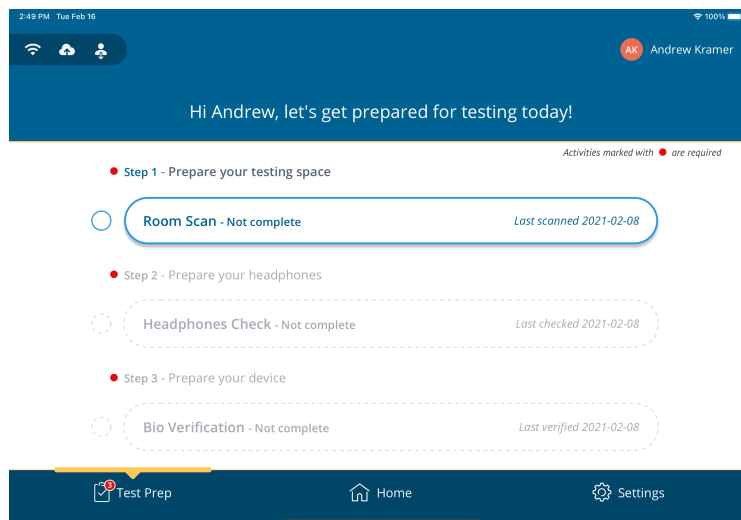 2:49 PM Tue Feb 16
100%
AK Andrew Kramer
Hi Andrew, let's get prepared for testing today!
Activities marked with are required
Step 1 - Prepare your testing space
Room Scan - Not complete Last scanned 2021-02-08
Step 2 - Prepare your headphones
Headphones Check - Not complete Last checked 2021-02-08
Step 3 - Prepare your device
Bio Verification - Not complete Last verified 2021-02-08
3
Test Prep Home Settings